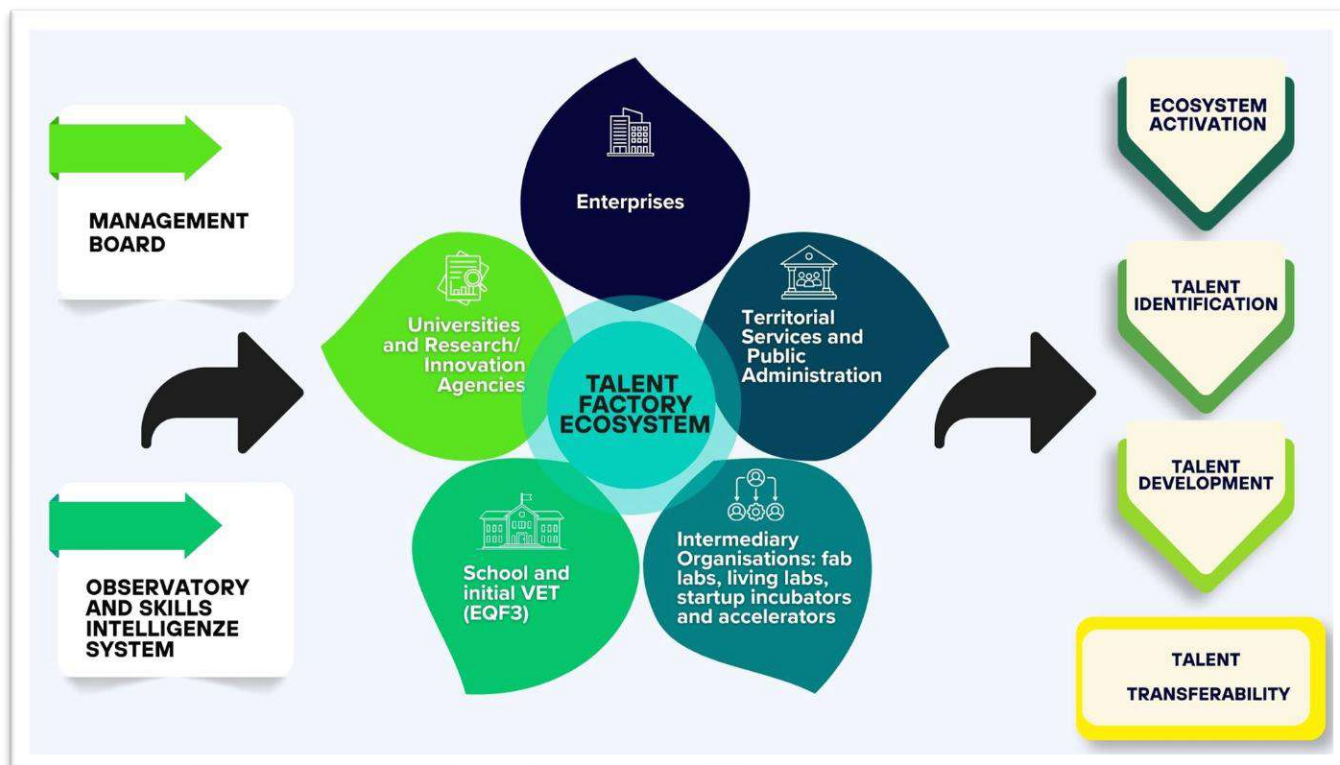 MANAGEMENT
BOARD
OBSERVATORY
AND SKILLS
INTELLIGENZE
SYSTEM
Enterprises
Universities
and Research/
Innovation
Agencies
Territorial
Services and
Public
Administration
TALENT
FACTORY
ECOSYSTEM
School and
initial VET
(EQF3)
Intermediary
Organisations: fab
labs, living labs,
startup incubators
and accelerators
ECOSYSTEM
ACTIVATION
TALENT
IDENTIFICATION
TALENT
DEVELOPMENT
TALENT
TRANSFERABILITY